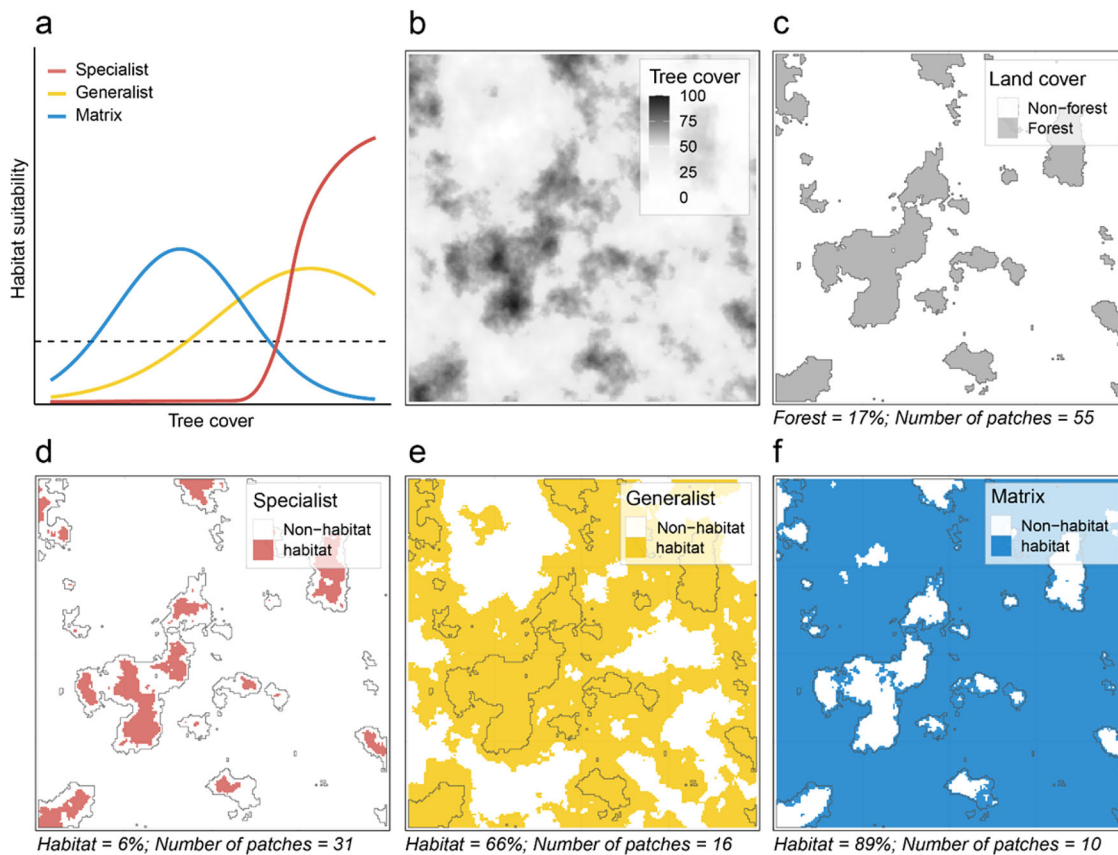 a
Specialist
Generalist
Matrix
Habitat suitability
Tree cover
b
Tree cover
100
75
50
25
0
c
Land cover
Non-forest
Forest
Forest = 17%; Number of patches = 55
d
Specialist
Non-habitat
habitat
Habitat = 6%; Number of patches = 31
e
Generalist
Non-habitat
habitat
Habitat = 66%; Number of patches = 16
f
Matrix
Non-habitat
habitat
Habitat = 89%; Number of patches = 10